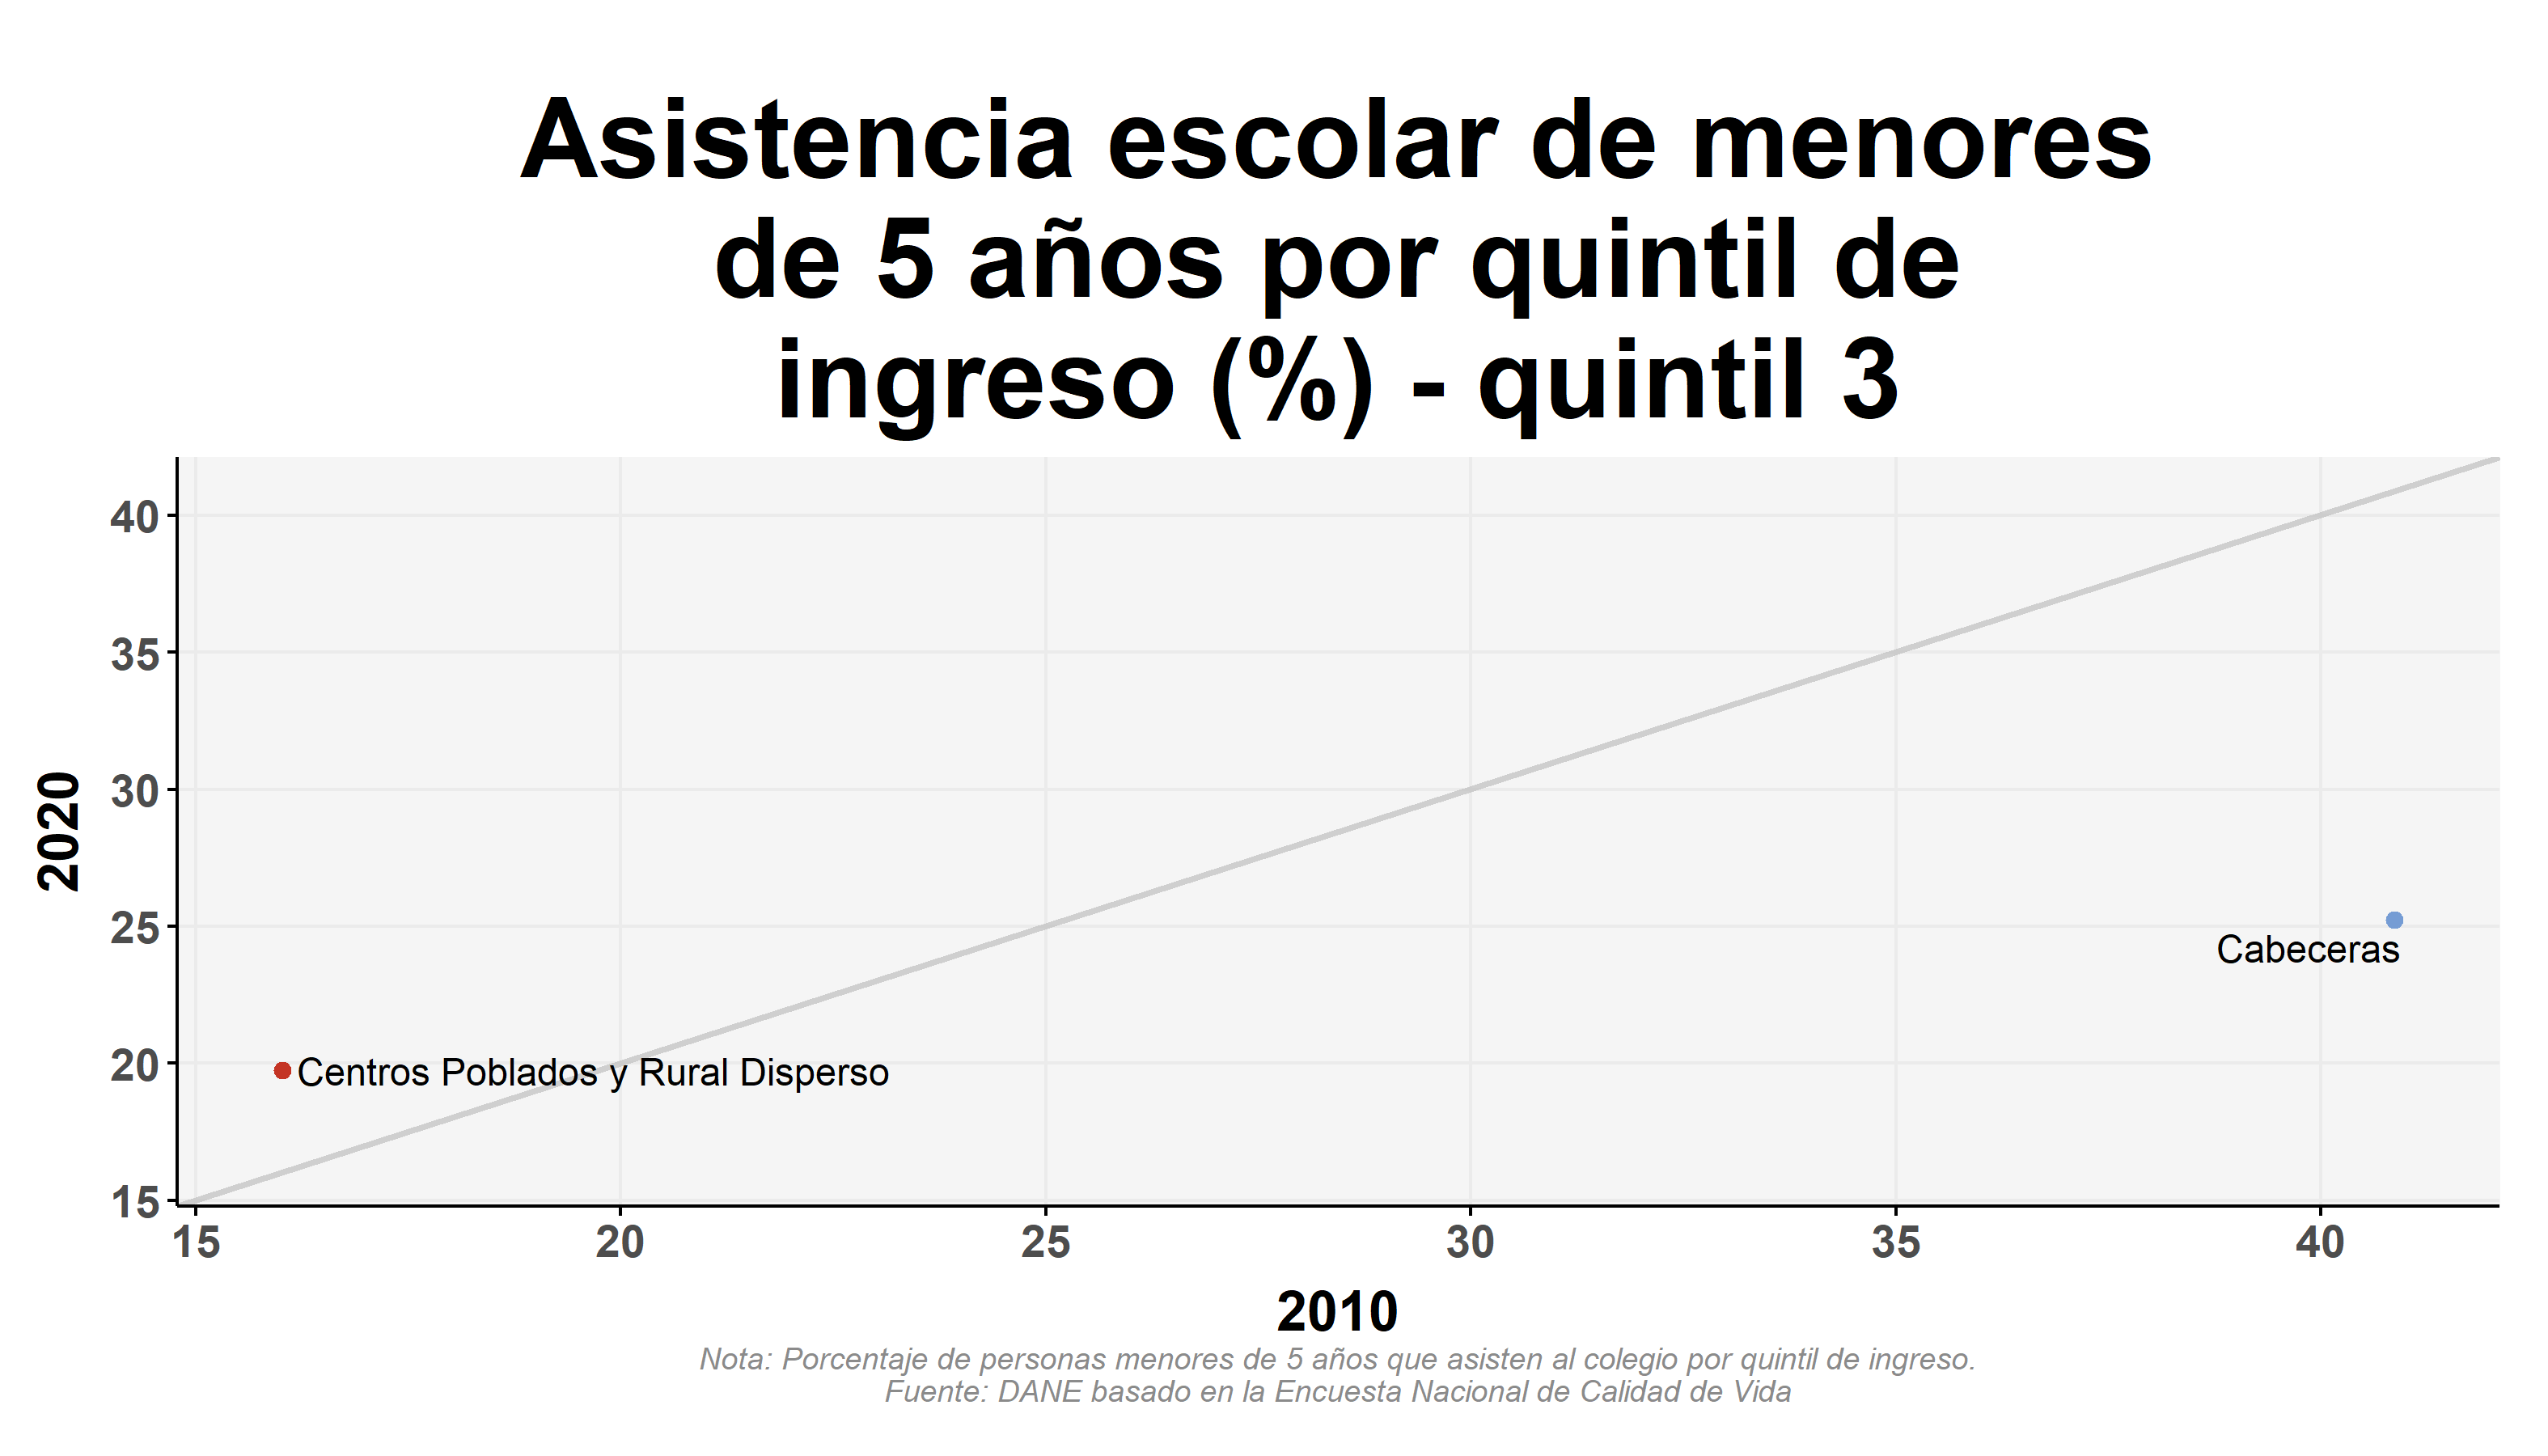 Asistencia escolar de menores
de 5 años por quintil de
ingreso (%) - quintil 3
40
35
30
25
20
15
2020
Cabeceras
Centros Poblados y Rural Disperso
15 20 25 30 35 40
2010
Nota: Porcentaje de personas menores de 5 años que asisten al colegio por quintil de ingreso.
Fuente: DANE basado en la Encuesta Nacional de Calidad de Vida